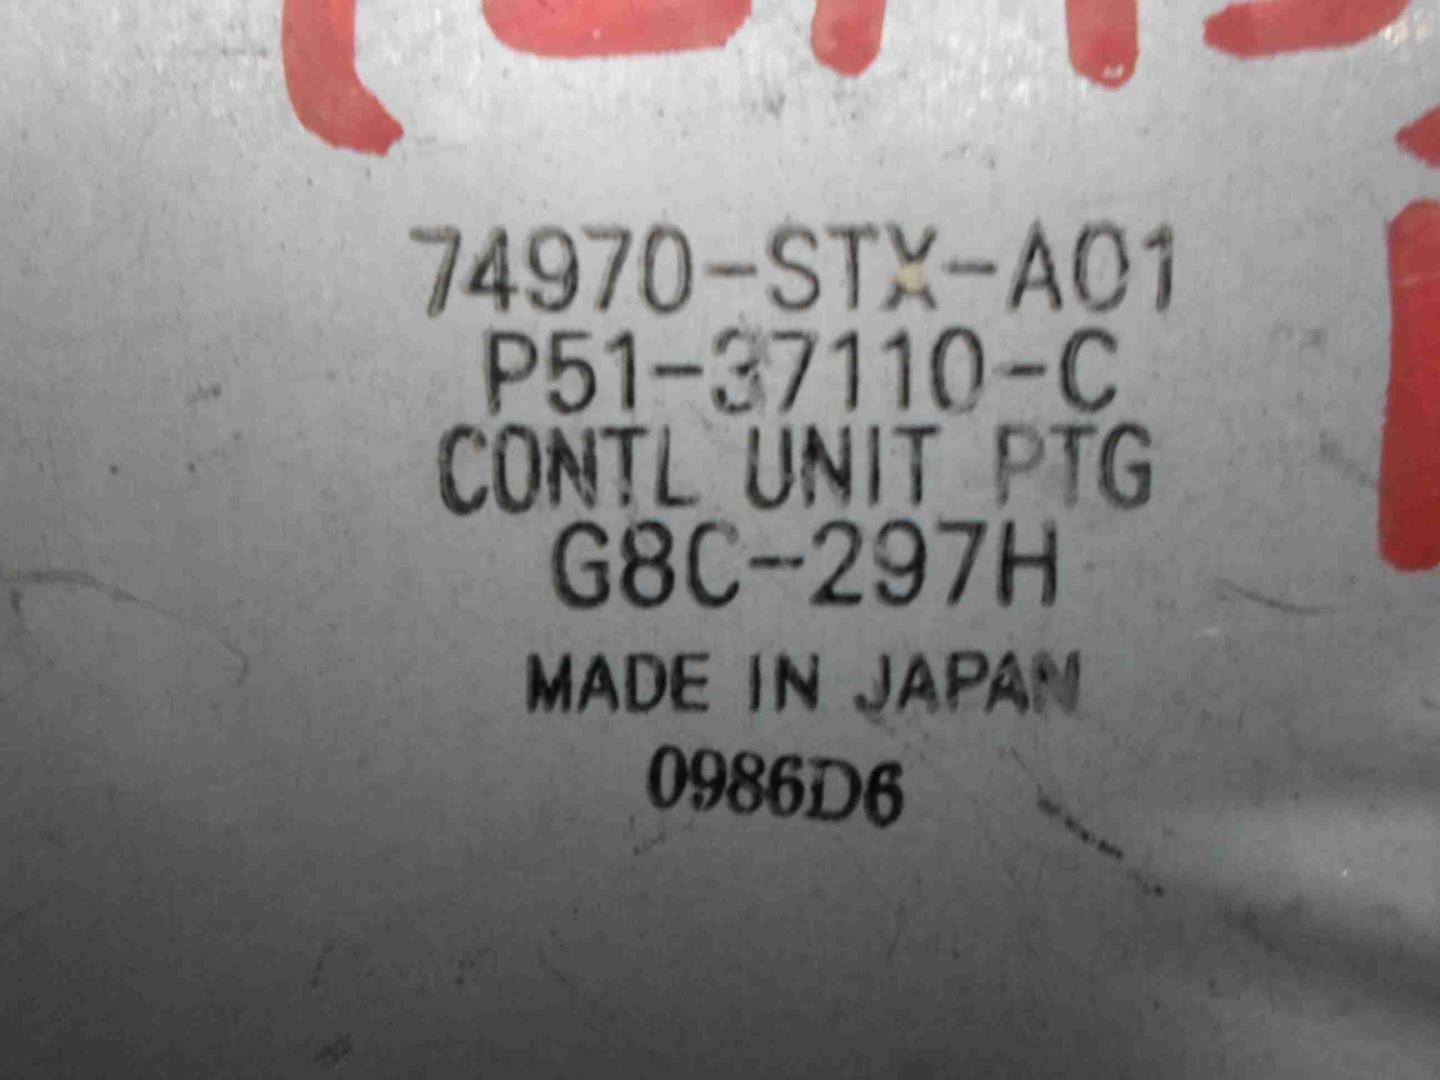 74970-STX-A01
P51-37110-C
CONTL UNIT PTG
G8C-297H
MADE IN JAPAN
0986D6